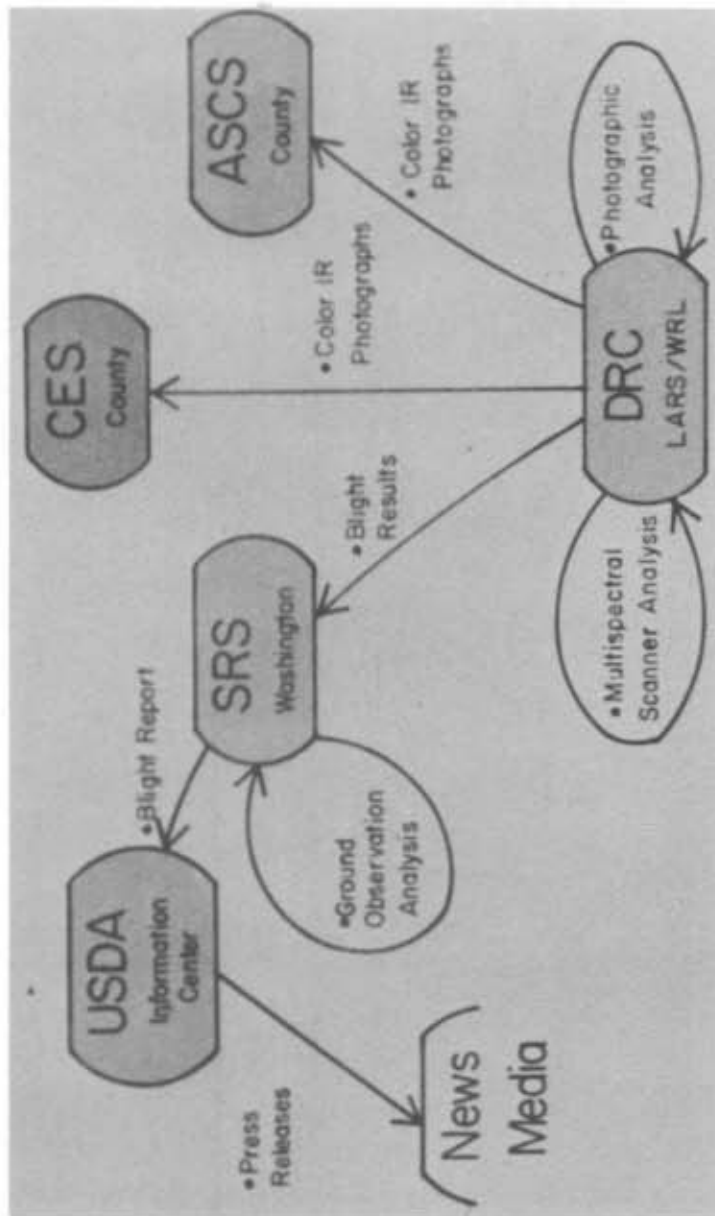 USDA
Information
Center
• Blight Report
SRS
Washington
CES
County
ASCS
County
• Press
Releases
• Ground
Observation
Analysis
• Blight
Results
• Color IR
Photographs
• Color IR
Photographs
News
Media
• Multispectral
Scanner Analysis
DRC
LARS/WRL
• Photographic
Analysis